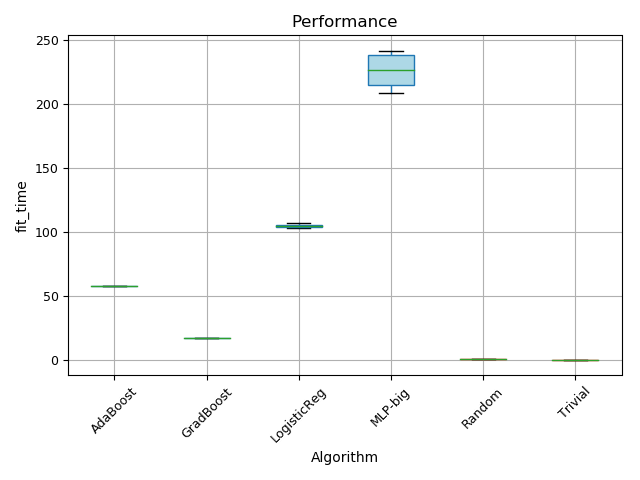 Performance
fit_time
250
200
150
100
50
0
AdaBoost
GradBoost
LogisticReg
MLP-big
Random
Trivial
Algorithm